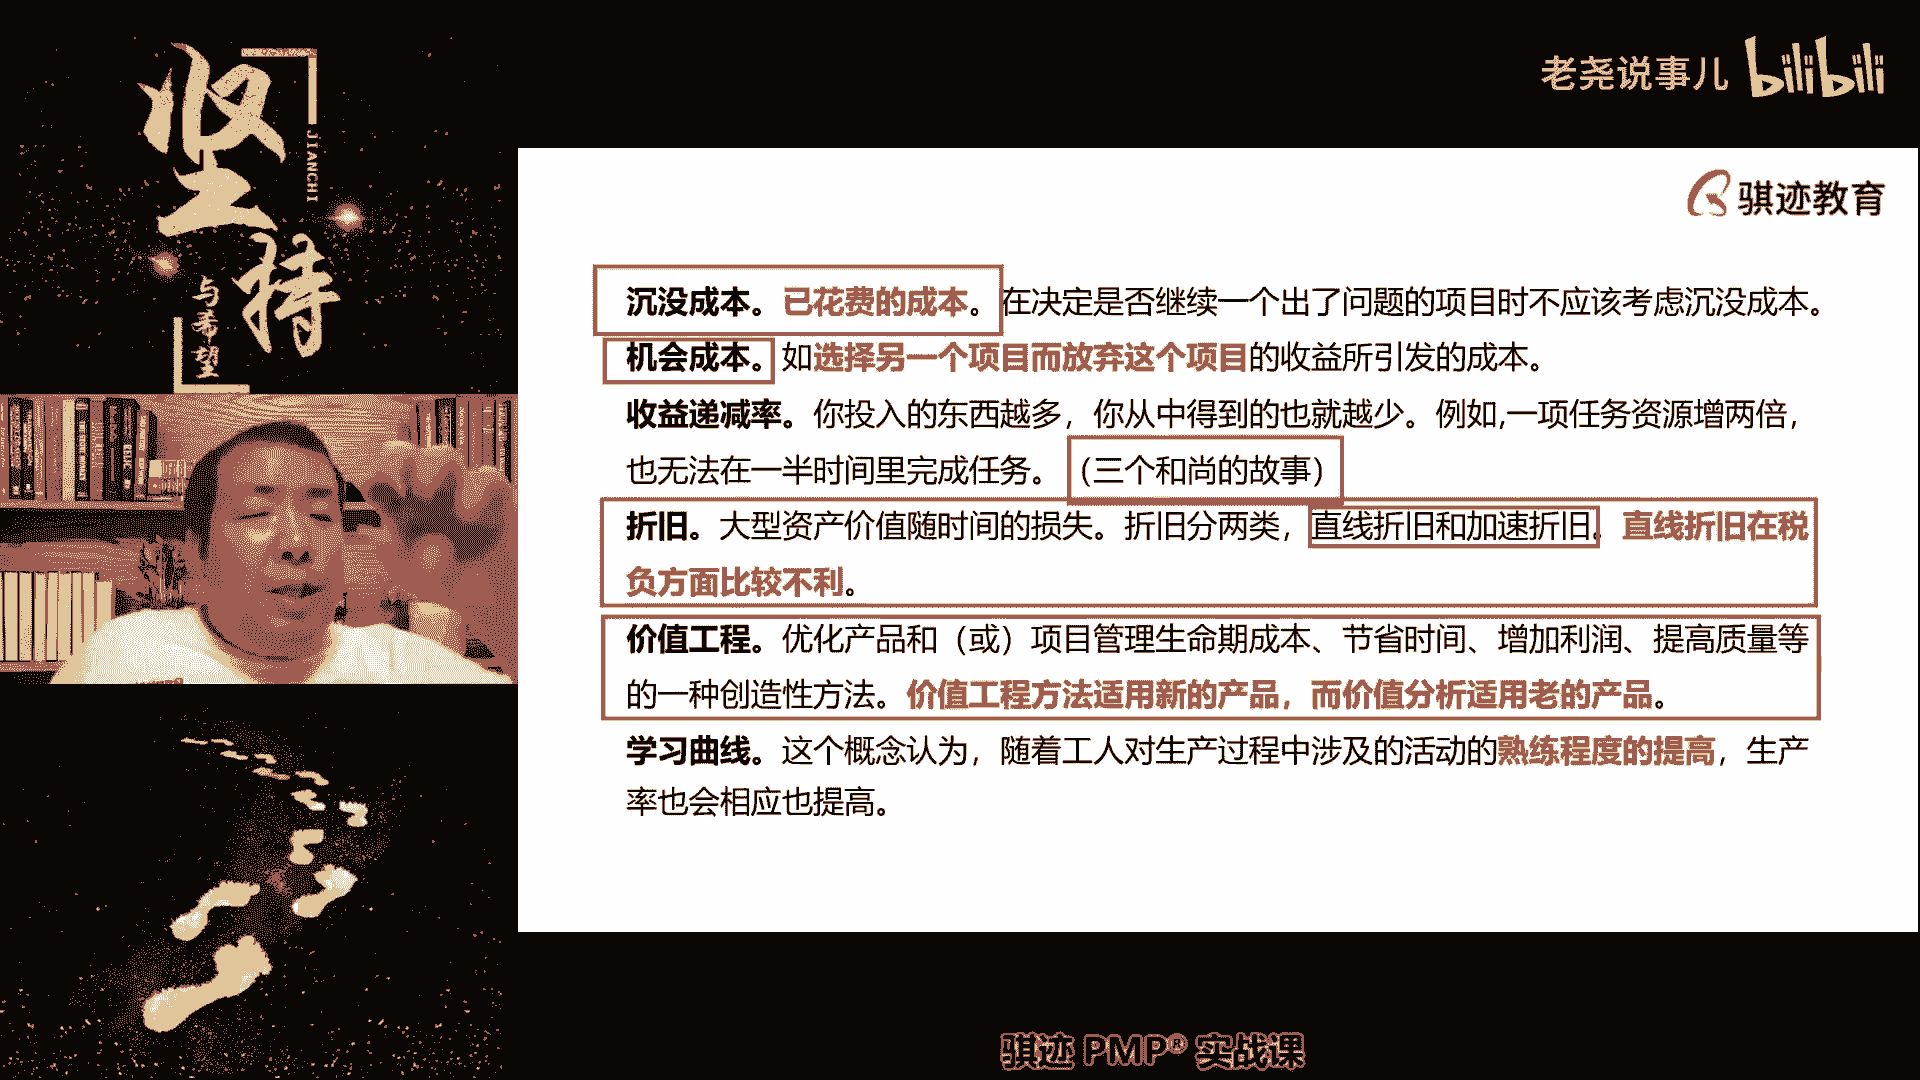 坚持
JIANCHI
与希望
老尧说事儿 bilibili
骐迹教育
沉没成本。已花费的成本。在决定是否继续一个出了问题的项目时不应该考虑沉没成本。
机会成本。如选择另一个项目而放弃这个项目的收益所引发的成本。
收益递减率。你投入的东西越多，你从中得到的也就越少。例如,一项任务资源增两倍，
也无法在一半时间里完成任务。（三个和尚的故事）
折旧。大型资产价值随时间的损失。折旧分两类，直线折旧和加速折旧。直线折旧在税
负方面比较不利。
价值工程。优化产品和（或）项目管理生命期成本、节省时间、增加利润、提高质量等
的一种创造性方法。价值工程方法适用新的产品，而价值分析适用老的产品。
学习曲线。这个概念认为，随着工人对生产过程中涉及的活动的熟练程度的提高，生产
率也会相应也提高。
骐迹 PMP® 实战课